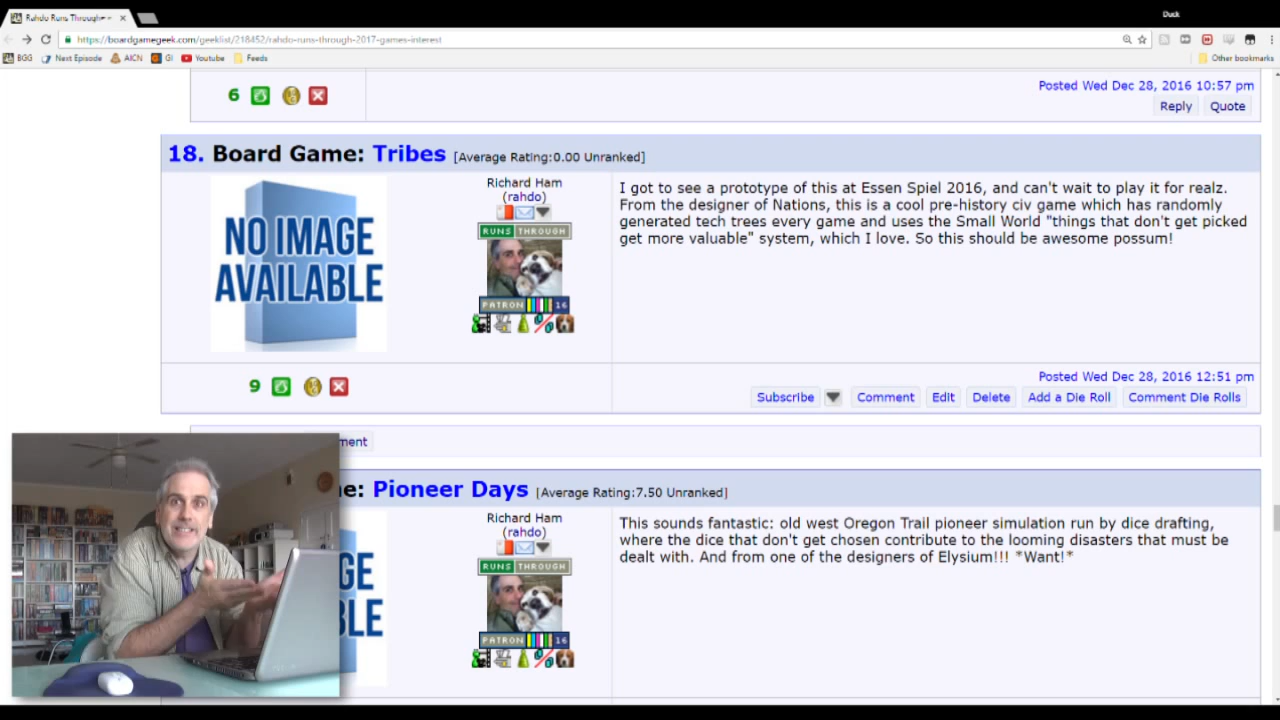 Rahdo Runs Through
Duck
https://boardgamegeek.com/geeklist/218452/rahdo-runs-through-2017-games-interest
BGG Next Episode AICN GI Youtube Feeds Other bookmarks
6
Posted Wed Dec 28, 2016 10:57 pm
Reply Quote
18. Board Game: Tribes [Average Rating:0.00 Unranked]
NO IMAGE
AVAILABLE
Richard Ham
(rahdo)
RUNS THROUGH
PATRON 16
I got to see a prototype of this at Essen Spiel 2016, and can't wait to play it for realz.
From the designer of Nations, this is a cool pre-history civ game which has randomly
generated tech trees every game and uses the Small World "things that don't get picked
get more valuable" system, which I love. So this should be awesome possum!
9
Posted Wed Dec 28, 2016 12:51 pm
Subscribe Comment Edit Delete Add a Die Roll Comment Die Rolls
ment
e: Pioneer Days [Average Rating:7.50 Unranked]
GE
LE
Richard Ham
(rahdo)
RUNS THROUGH
PATRON 16
This sounds fantastic: old west Oregon Trail pioneer simulation run by dice drafting,
where the dice that don't get chosen contribute to the looming disasters that must be
dealt with. And from one of the designers of Elysium!!! *Want!*